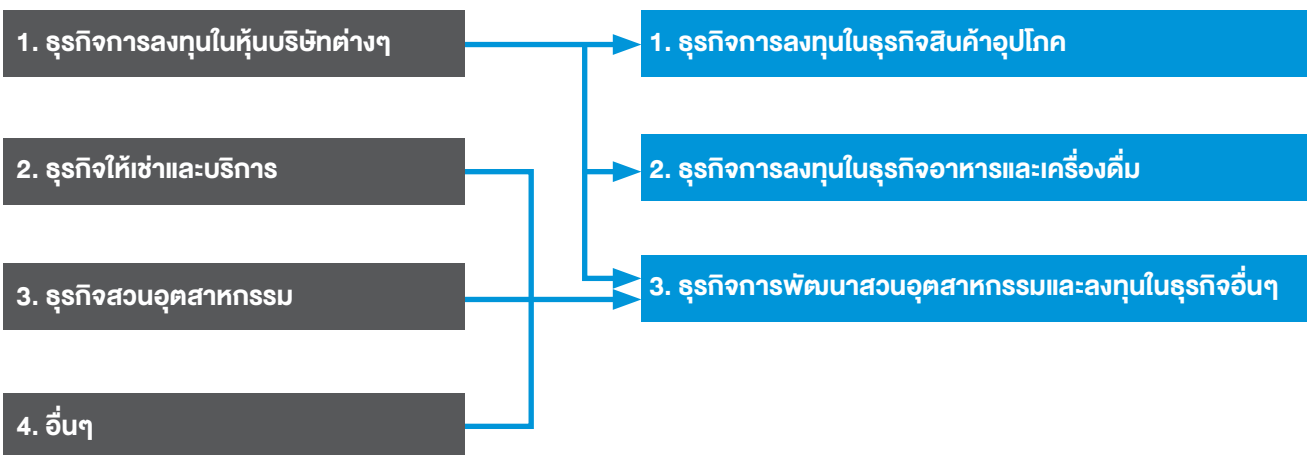 1. ธุรกิจการลงทุนในหุ้นบริษัทต่างๆ
2. ธุรกิจให้เช่าและบริการ
3. ธุรกิจสวนอุตสาหกรรม
4. อื่นๆ
1. ธุรกิจการลงทุนในธุรกิจสินค้าอุปโภค
2. ธุรกิจการลงทุนในธุรกิจอาหารและเครื่องดื่ม
3. ธุรกิจการพัฒนาสวนอุตสาหกรรมและลงทุนในธุรกิจอื่นๆ